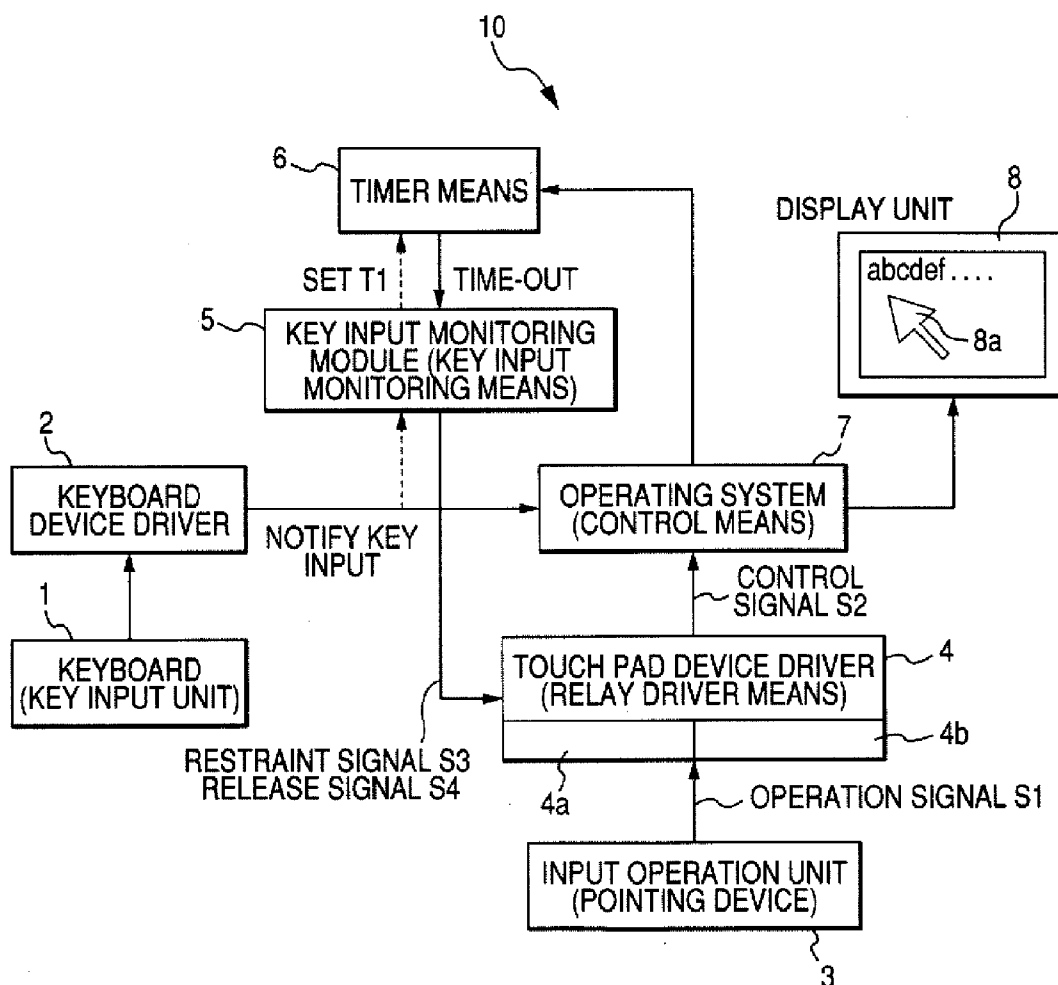 10
6
TIMER MEANS
DISPLAY UNIT
8
abcdef....
8a
SET T1
TIME-OUT
5
KEY INPUT MONITORING
MODULE (KEY INPUT
MONITORING MEANS)
2
KEYBOARD
DEVICE DRIVER
NOTIFY KEY
INPUT
7
OPERATING SYSTEM
(CONTROL MEANS)
CONTROL
SIGNAL S2
1
KEYBOARD
(KEY INPUT UNIT)
TOUCH PAD DEVICE DRIVER
(RELAY DRIVER MEANS)
4
4a
4b
RESTRAINT SIGNAL S3
RELEASE SIGNAL S4
OPERATION SIGNAL S1
INPUT OPERATION UNIT
(POINTING DEVICE)
3